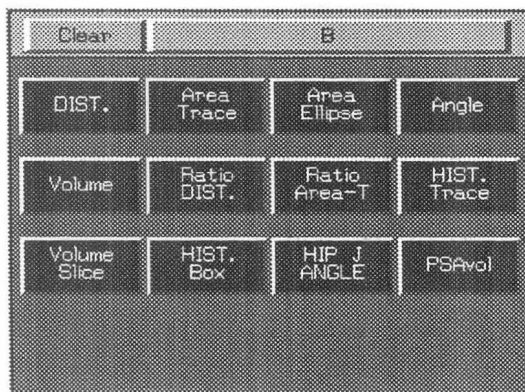 Clear B
DIST. Area Trace Area Ellipse Angle
Volume Ratio DIST. Ratio Area-T HIST. Trace
Volume Slice HIST. Box HIP J ANGLE PSAvol